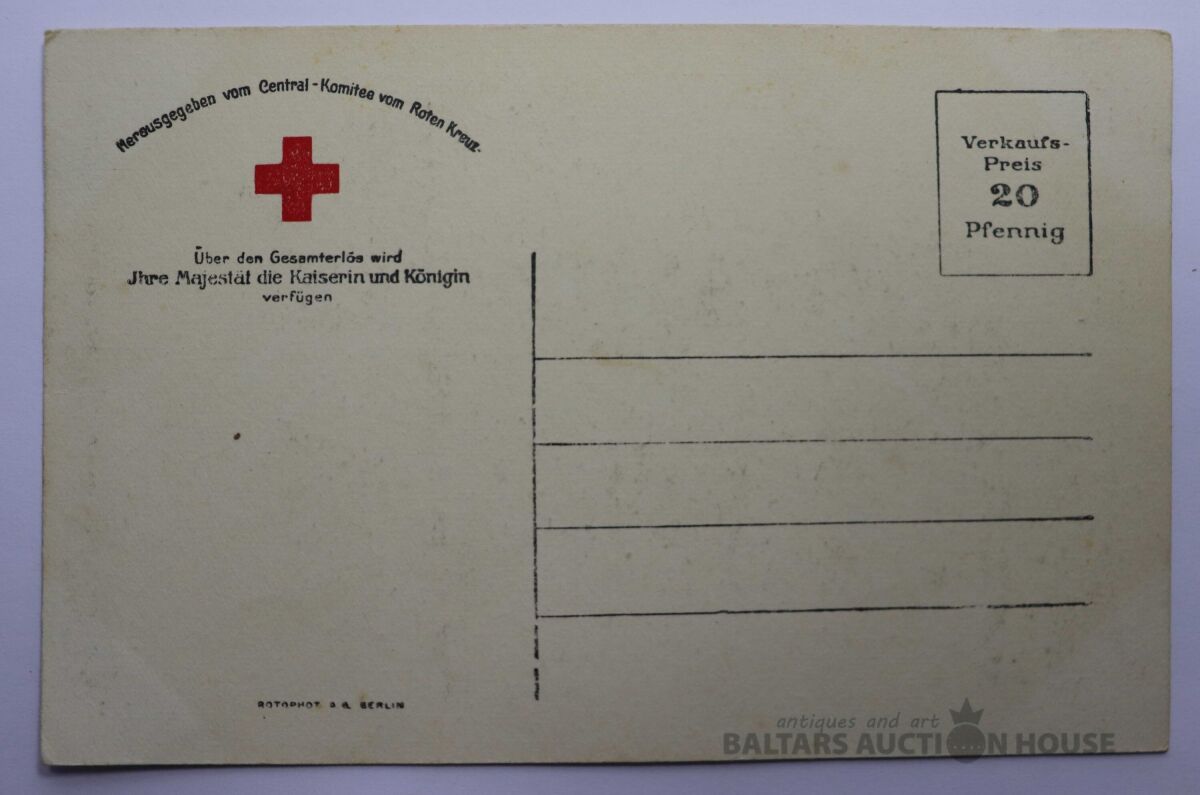 Herausgegeben vom Central-Komitee vom Roten Kreuz.
Über den Gesamterlös wird
Jhre Majestät die Kaiserin und Königin
verfügen
Verkaufs-
Preis
20
Pfennig
ROTOPHOT A.G. BERLIN
antiques and art
BALTARS AUCTION HOUSE